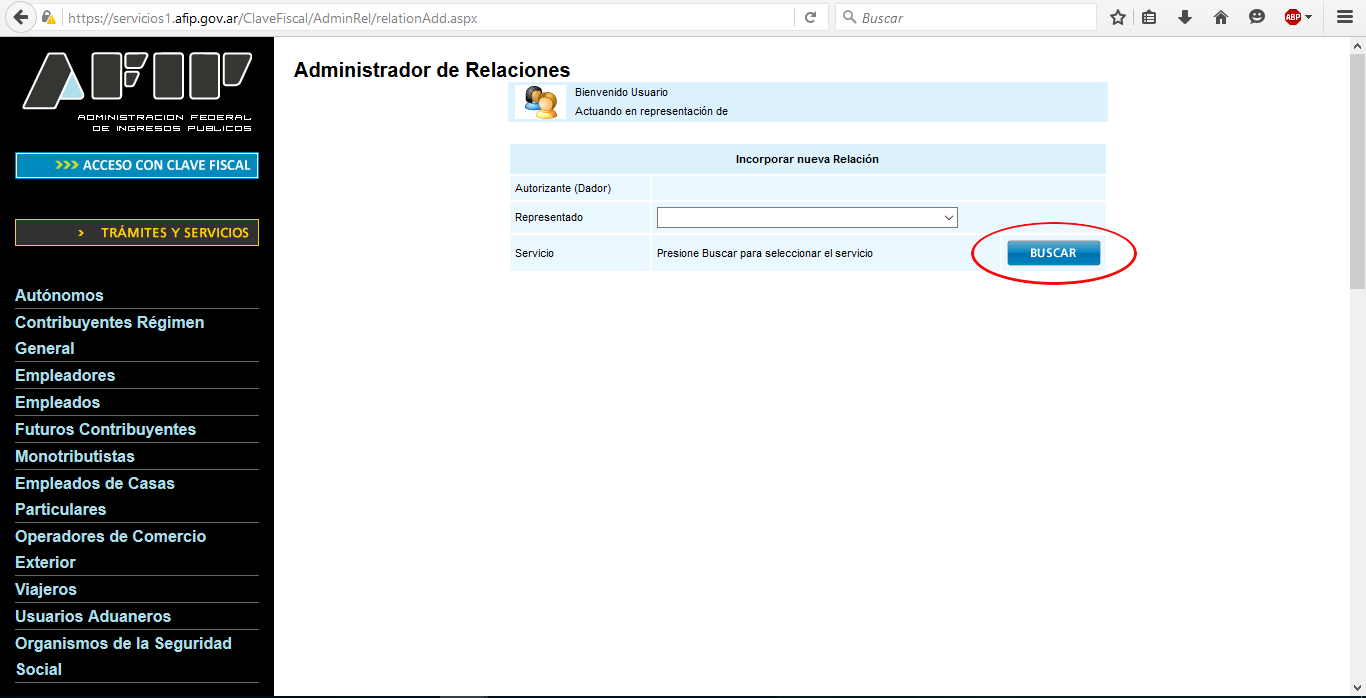 https://servicios1.afip.gov.ar/ClaveFiscal/AdminRel/relationAdd.aspx
Buscar
ABP
AFIP
ADMINISTRACION FEDERAL
DE INGRESOS PUBLICOS
>>> ACCESO CON CLAVE FISCAL
> TRÁMITES Y SERVICIOS
Autónomos
Contribuyentes Régimen
General
Empleadores
Empleados
Futuros Contribuyentes
Monotributistas
Empleados de Casas
Particulares
Operadores de Comercio
Exterior
Viajeros
Usuarios Aduaneros
Organismos de la Seguridad
Social
Administrador de Relaciones
Bienvenido Usuario
Actuando en representación de
Incorporar nueva Relación
Autorizante (Dador)
Representado
Servicio
Presione Buscar para seleccionar el servicio
BUSCAR